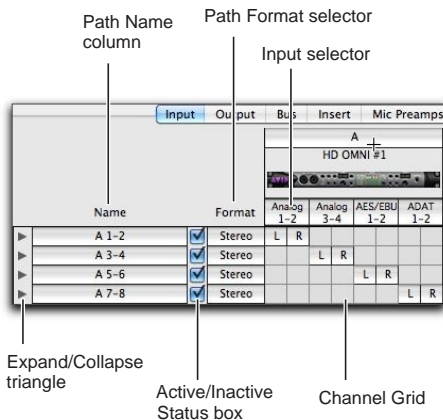 Path Name
column
Path Format selector
Input selector
Input Output Bus Insert Mic Preamps
A
HD OMNI #1
Name Format Analog 1-2 Analog 3-4 AES/EBU 1-2 ADAT 1-2
A 1-2 Stereo L R
A 3-4 Stereo L R
A 5-6 Stereo L R
A 7-8 Stereo L R
Expand/Collapse
triangle
Active/Inactive
Status box
Channel Grid